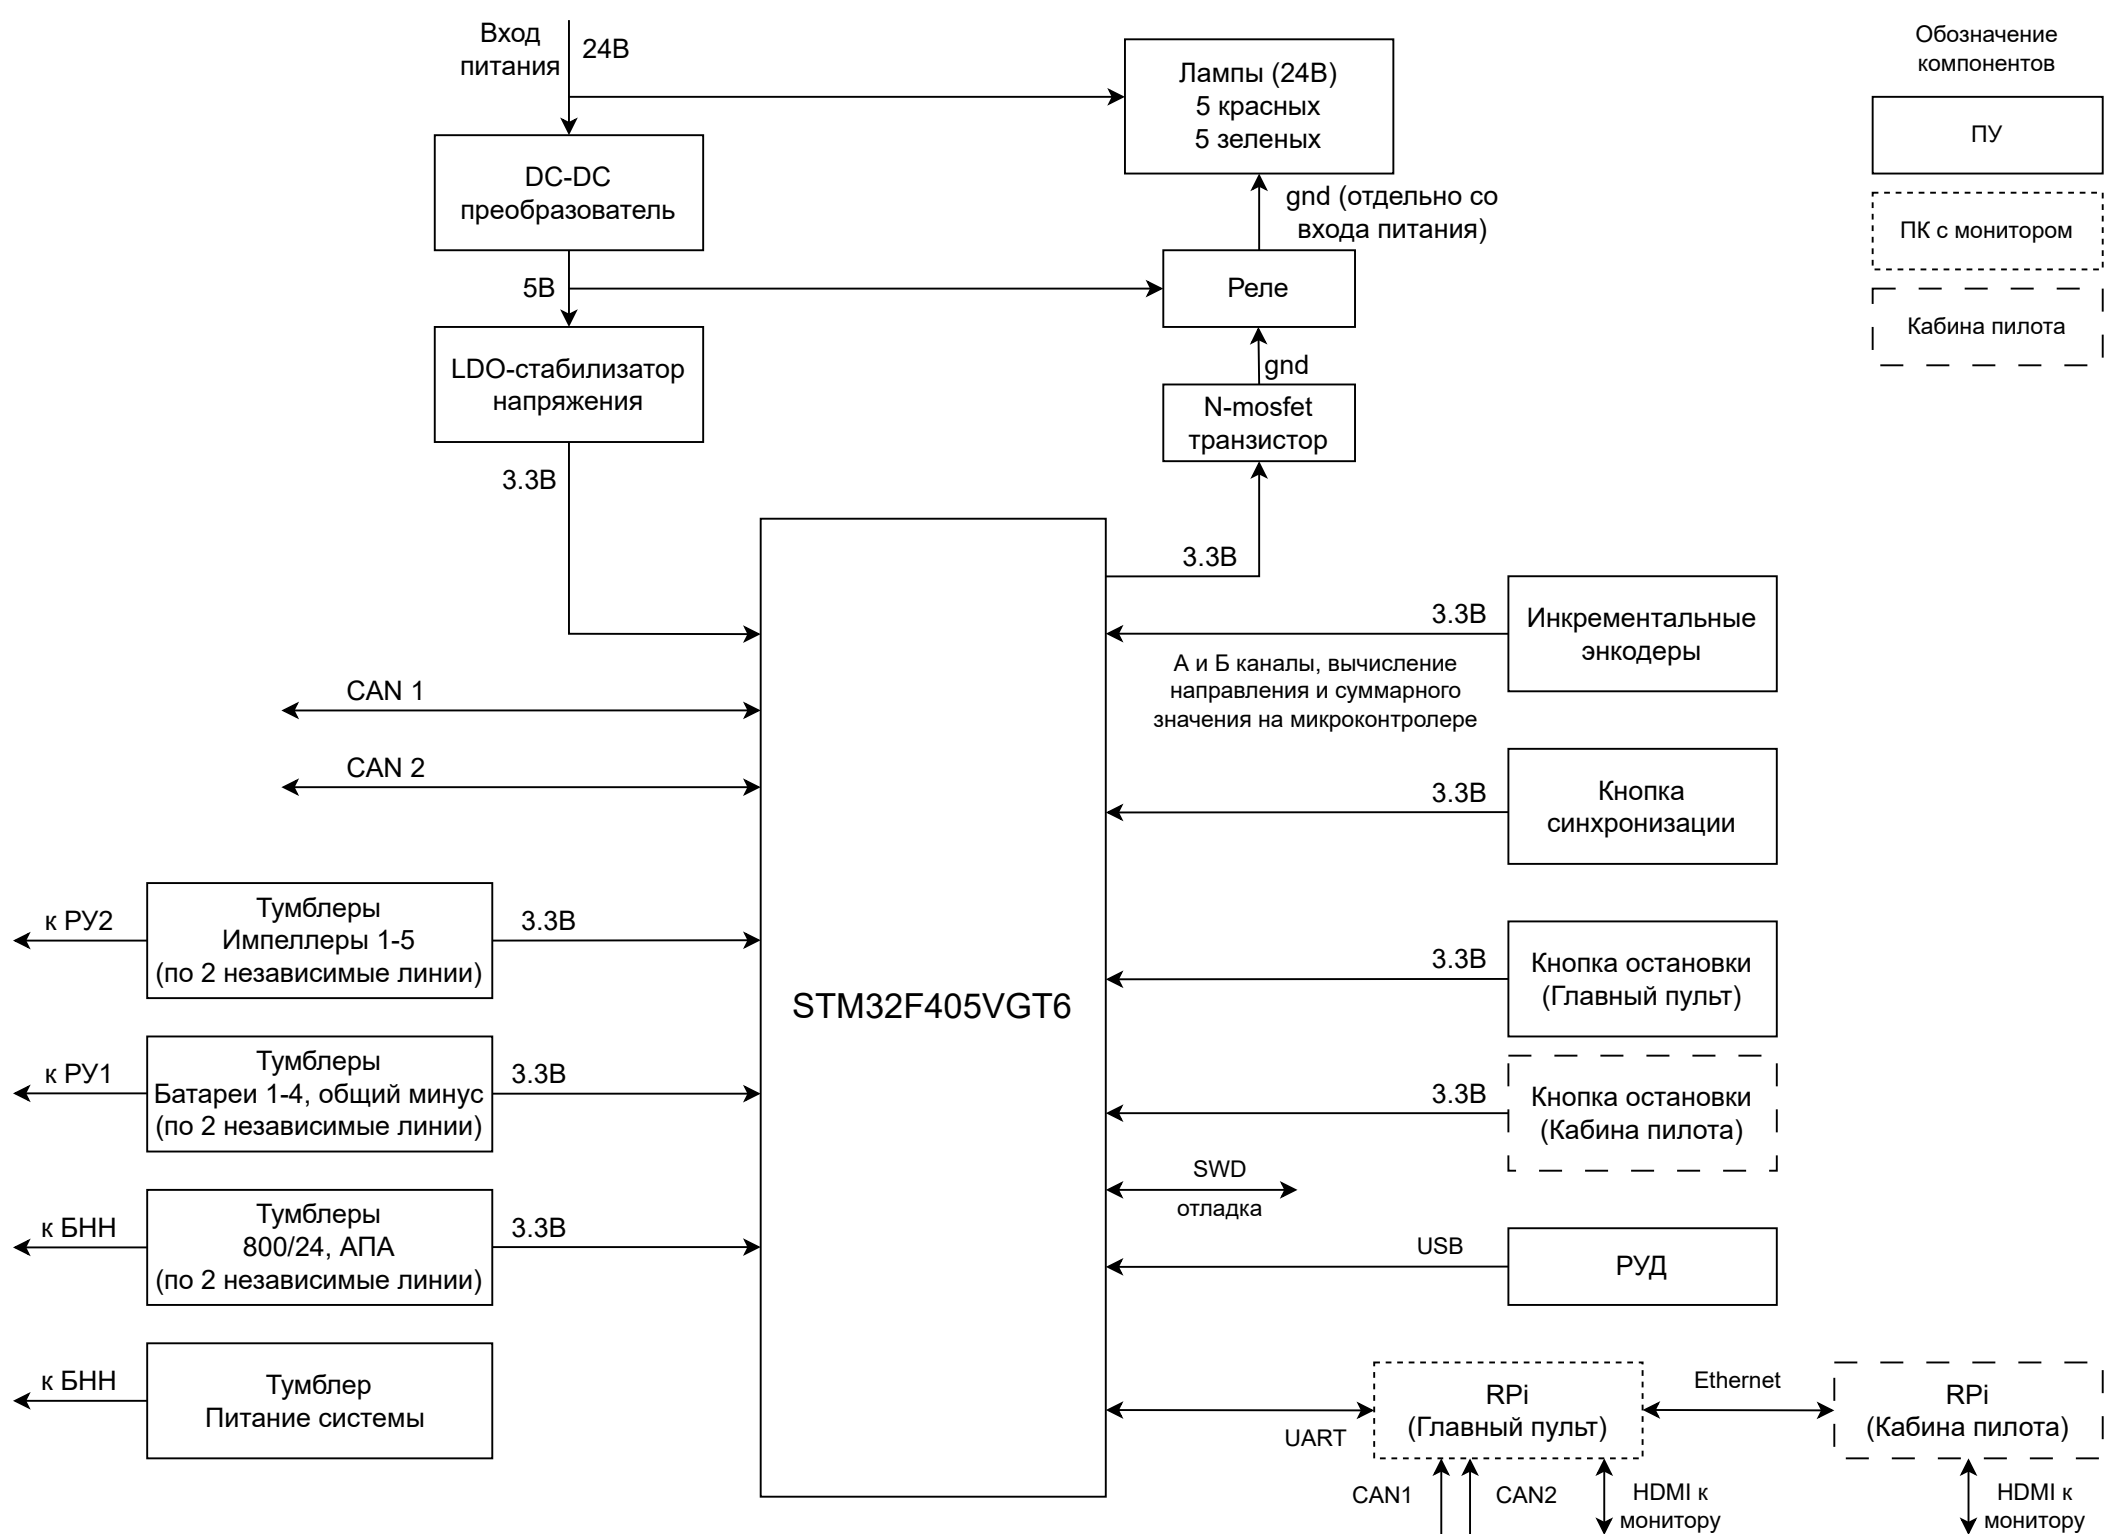 Вход
питания
24В
Лампы (24В)
5 красных
5 зеленых
Обозначение
компонентов
ПУ
ПК с монитором
Кабина пилота
DC-DC
преобразователь
gnd (отдельно со
входа питания)
5В
Реле
LDO-стабилизатор
напряжения
gnd
N-mosfet
транзистор
3.3В
3.3В
STM32F405VGT6
3.3В
Инкрементальные
энкодеры
А и Б каналы, вычисление
направления и суммарного
значения на микроконтролере
CAN 1
CAN 2
3.3В
Кнопка
синхронизации
к РУ2
Тумблеры
Импеллеры 1-5
(по 2 независимые линии)
3.3В
3.3В
Кнопка остановки
(Главный пульт)
к РУ1
Тумблеры
Батареи 1-4, общий минус
(по 2 независимые линии)
3.3В
3.3В
Кнопка остановки
(Кабина пилота)
SWD
отладка
к БНН
Тумблеры
800/24, АПА
(по 2 независимые линии)
3.3В
USB
РУД
к БНН
Тумблер
Питание системы
UART
RPi
(Главный пульт)
Ethernet
RPi
(Кабина пилота)
CAN1
CAN2
HDMI к
монитору
HDMI к
монитору